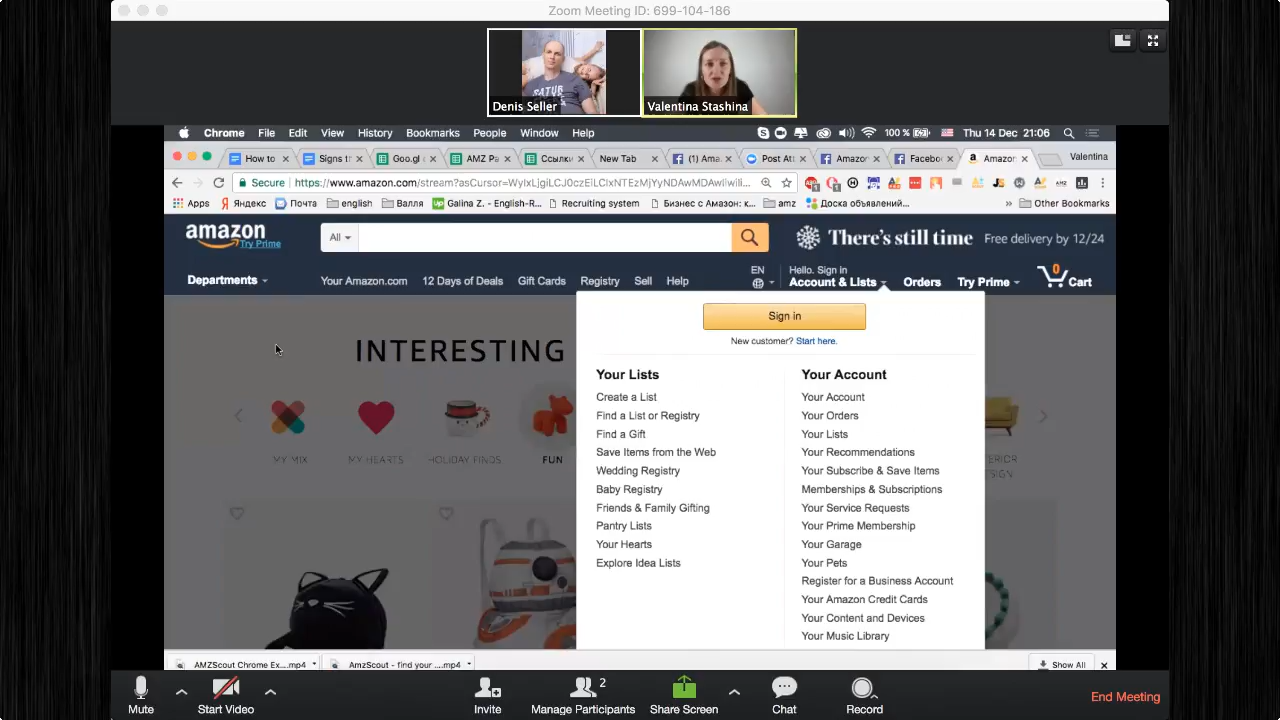 Zoom Meeting ID: 699-104-186
SATUR
Denis Seller
Valentina Stashina
Chrome File Edit View History Bookmarks People Window Help 100 % Thu 14 Dec 21:06
How to Signs t Goo.gl AMZ Pa Ссылки New Tab (1) Ama. Post Att Amazon Facebo Amazon Valentina
Secure https://www.amazon.com/stream?asCursor=
Apps Яндекс Почта english Валля Galina Z. - English-R... Recruiting system Бизнес с Амазон: к... amz Доска объявлений... » Other Bookmarks
amazon Try Prime
All
There's still time Free delivery by 12/24
Departments Your Amazon.com 12 Days of Deals Gift Cards Registry Sell Help
EN
Hello. Sign in
Account & Lists Orders Try Prime 0 Cart
Sign in
New customer? Start here.
INTERESTING
MY MIX MY HEARTS HOLIDAY FINDS FUN
Your Lists
Create a List
Find a List or Registry
Find a Gift
Save Items from the Web
Wedding Registry
Baby Registry
Friends & Family Gifting
Pantry Lists
Your Hearts
Explore Idea Lists
Your Account
Your Account
Your Orders
Your Lists
Your Recommendations
Your Subscribe & Save Items
Memberships & Subscriptions
Your Service Requests
Your Prime Membership
Your Garage
Your Pets
Register for a Business Account
Your Amazon Credit Cards
Your Content and Devices
Your Music Library
AMZScout Chrome Ex....mp4 AmzScout - find your ....mp4 Show All
Mute Start Video Invite Manage Participants 2 Share Screen Chat Record End Meeting